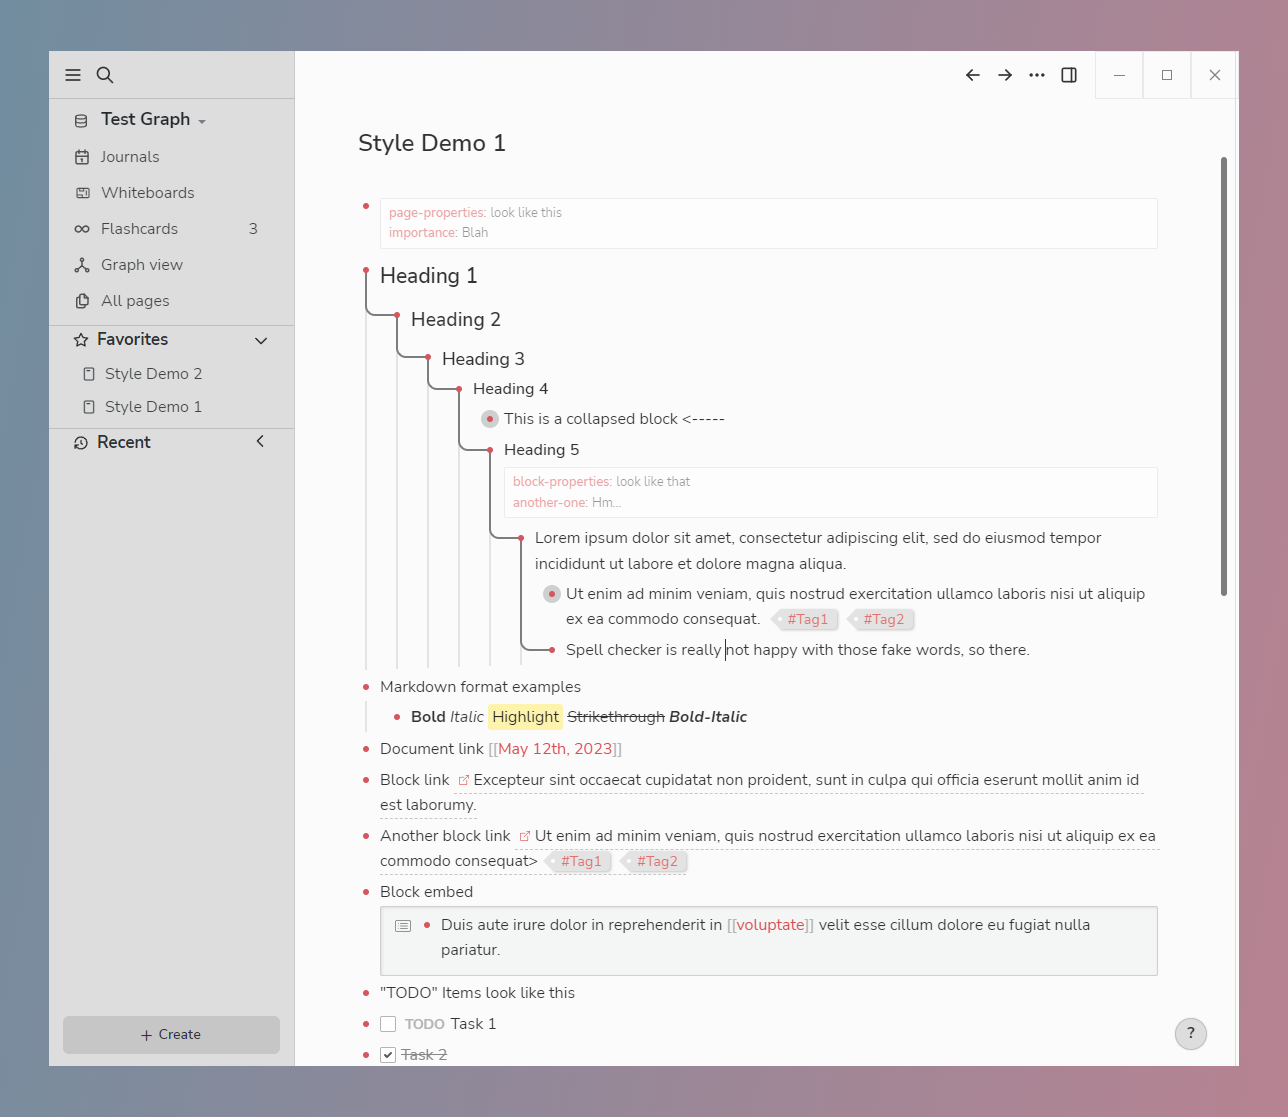 Test Graph
Journals
Whiteboards
Flashcards 3
Graph view
All pages
Favorites
Style Demo 2
Style Demo 1
Recent
+ Create
Style Demo 1
page-properties: look like this
importance: Blah
Heading 1
Heading 2
Heading 3
Heading 4
This is a collapsed block <-----
Heading 5
block-properties: look like that
another-one: Hm...
Lorem ipsum dolor sit amet, consectetur adipiscing elit, sed do eiusmod tempor
incididunt ut labore et dolore magna aliqua.
Ut enim ad minim veniam, quis nostrud exercitation ullamco laboris nisi ut aliquip
ex ea commodo consequat. #Tag1 #Tag2
Spell checker is really not happy with those fake words, so there.
Markdown format examples
Bold Italic Highlight Strikethrough Bold-Italic
Document link [[May 12th, 2023]]
Block link Excepteur sint occaecat cupidatat non proident, sunt in culpa qui officia eserunt mollit anim id
est laborumy.
Another block link Ut enim ad minim veniam, quis nostrud exercitation ullamco laboris nisi ut aliquip ex ea
commodo consequat> #Tag1 #Tag2
Block embed
Duis aute irure dolor in reprehenderit in [[voluptate]] velit esse cillum dolore eu fugiat nulla
pariatur.
"TODO" Items look like this
TODO Task 1
Task 2
?